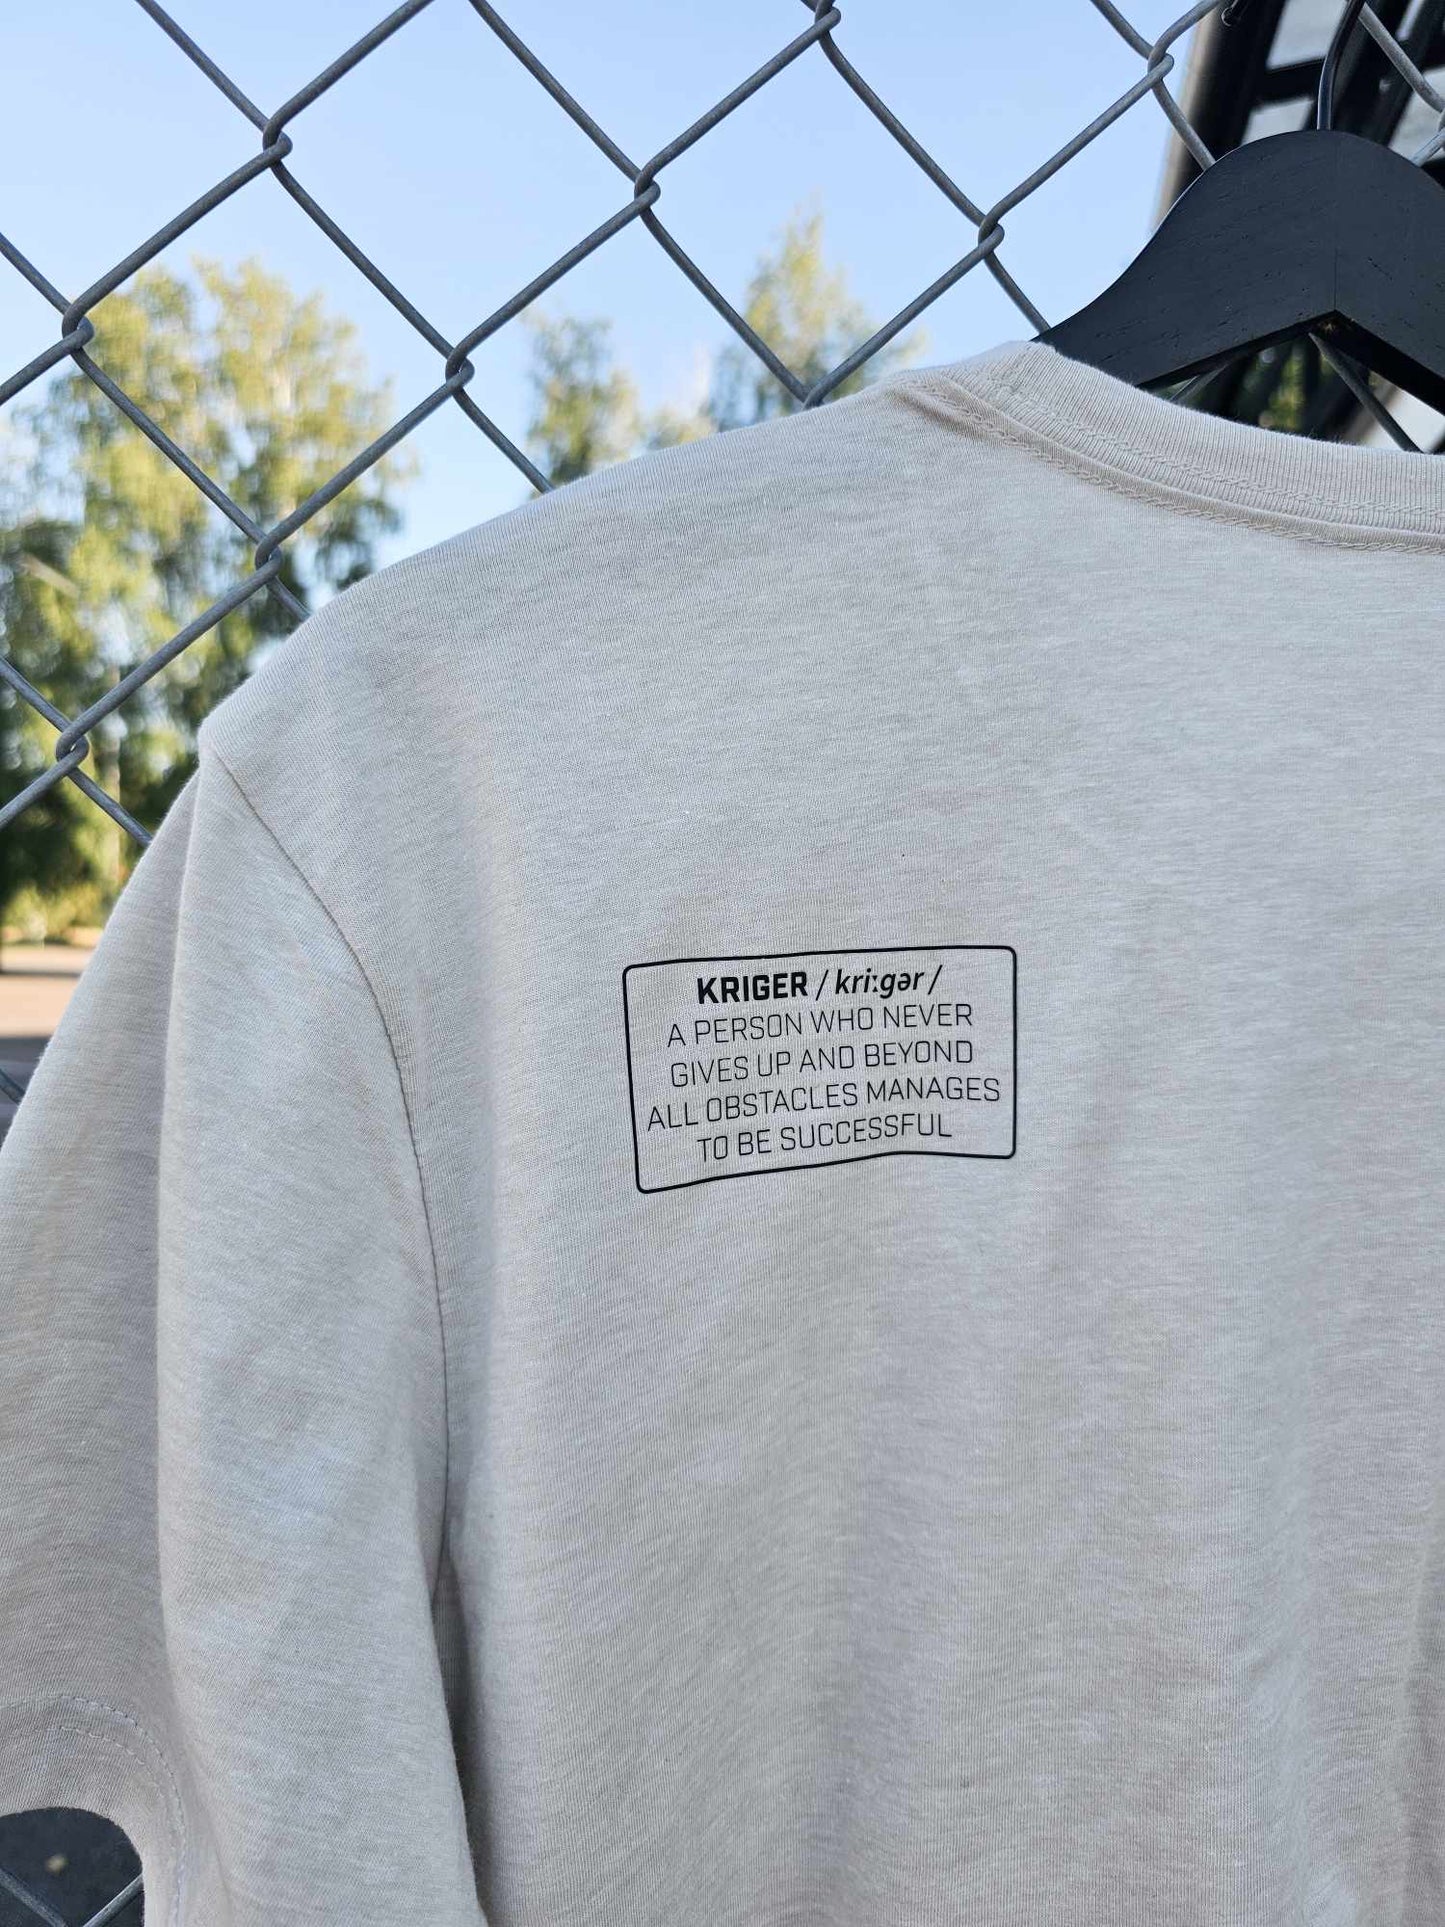 KRIGER /kri:gər/
A PERSON WHO NEVER
GIVES UP AND BEYOND
ALL OBSTACLES MANAGES
TO BE SUCCESSFUL